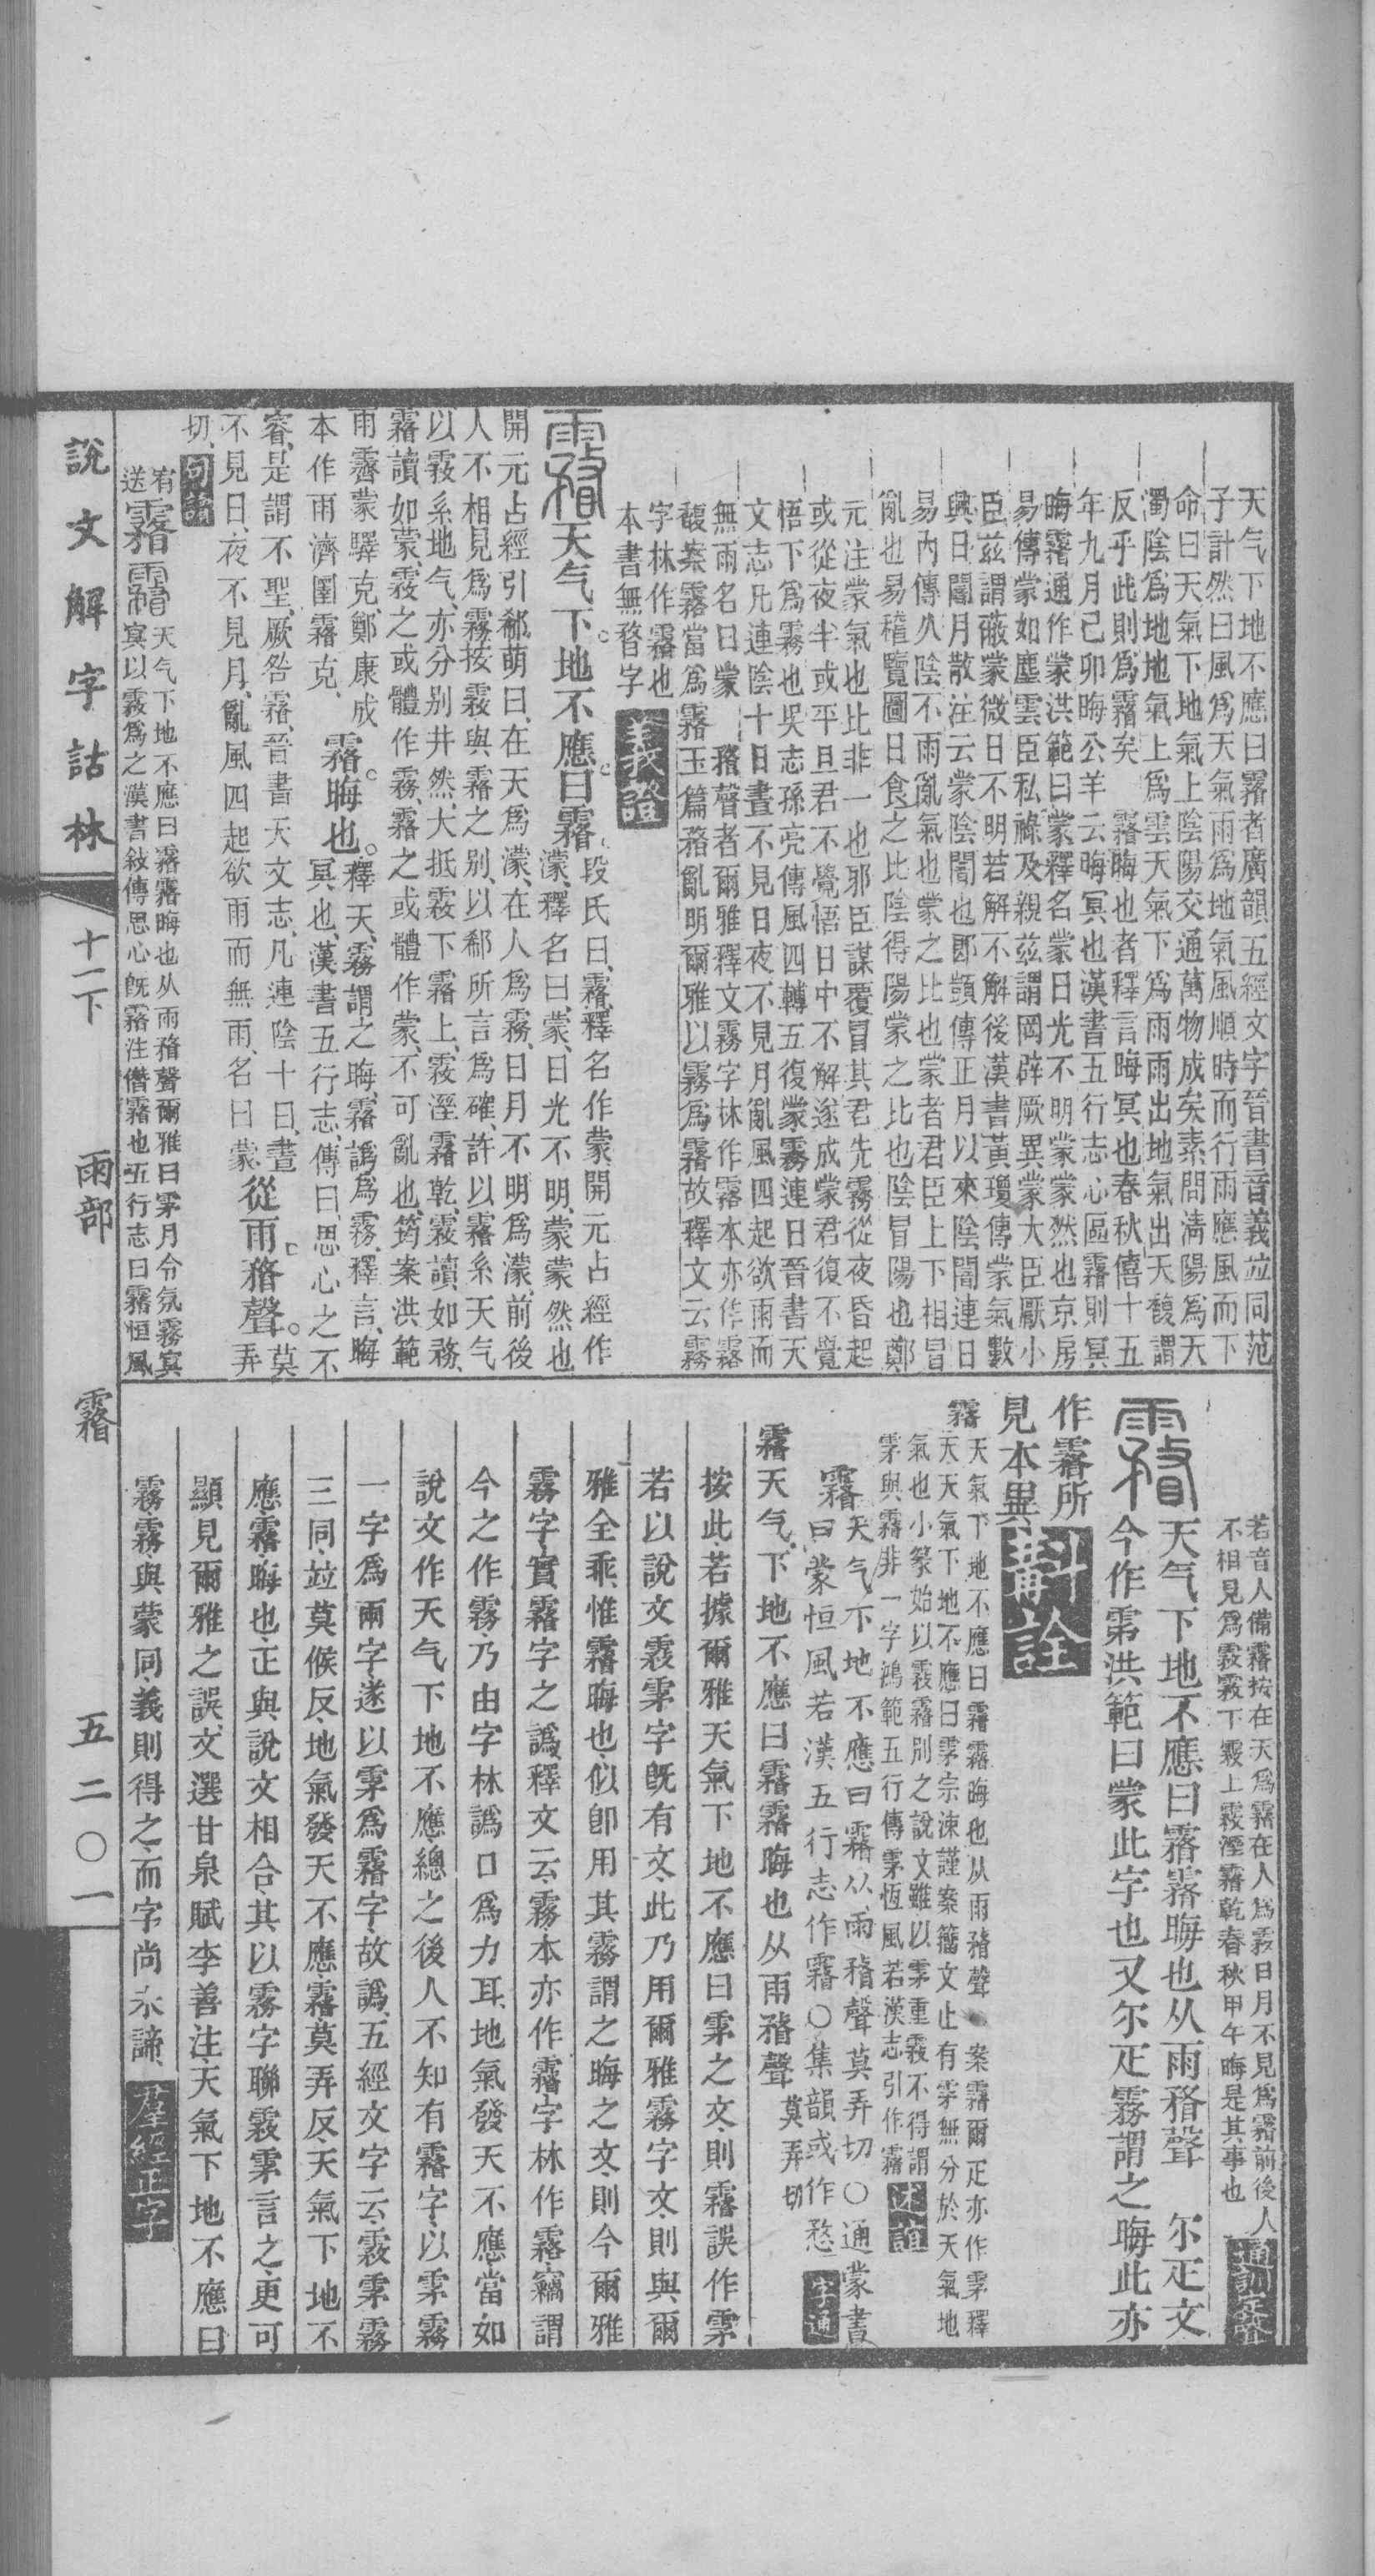 天气下地不應曰霿者廣韻五經文字晉書音義竝同范
子計然曰風爲天氣雨爲地氣風順時而行雨應風而下
命曰天氣下地氣上陰陽交通萬物成矣素問淸陽爲天
濁陰爲地地氣上爲雲天氣下爲雨雨出地氣出天馥謂
反乎此則爲霿矣　霿晦也者釋言晦冥也春秋僖十五
年九月己卯晦公羊云晦冥也漢書五行志心區霿則冥
晦霿通作蒙洪範曰蒙釋名蒙日光不明蒙蒙然也京房
易傳蒙如塵雲臣私祿及親茲謂罔辟厥異蒙大臣厭小
臣茲謂蔽蒙微日不明若解不解後漢書黃瓊傳蒙氣數
興日闇月散注云蒙陰闇也郎顗傳正月以來陰闇連日
易內傳久陰不雨亂氣也蒙之比也蒙者君臣上下相冒
亂也易稽覽圖日食之比陰得陽蒙之比也陰冒陽也鄭
元注蒙氣也比非一也邪臣謀覆冒其君先霧從夜昏起
或從夜半或平旦君不覺悟日中不解遂成蒙君復不覺
悟下爲霧也吳志孫亮傳風四轉五復蒙霧連日晉書天
文志凡連陰十日晝不見日夜不見月亂風四起欲雨而
無雨名曰蒙　瞀聲者爾雅釋文霧字林作霿本亦作霿
馥案霿當爲霿玉篇瞀亂明爾雅以霧爲霿故釋文云霧
字林作霿也
本書無瞀字 義證
霿 天气下地不應曰霿 段氏曰霿釋名作蒙開元占經作
濛釋名曰蒙日光不明蒙蒙然也
開元占經引郗萌曰在天爲濛在人爲霧日月不明爲濛前後
人不相見爲霧按霚與霿之別以郗所言爲確許以霿系天气
以霚系地气亦分別井然大抵霚下霿上霚溼霿乾霚讀如務
霿讀如蒙霚之或體作霧霿之或體作蒙不可亂也筠案洪範
雨霽蒙驛克鄭康成
本作雨濟圛霿克 霿晦也 釋天霧謂之晦霧譌爲霧釋言晦
冥也漢書五行志傳曰思心之不
睿是謂不聖厥咎霿晉書天文志凡連陰十日晝
不見日夜不見月亂風四起欲雨而無雨名曰蒙 從雨瞀聲 莫弄
切 句讀
宥送 霿 天气下地不應曰霿霿晦也从雨瞀聲爾雅曰雺月令氛霧冥
冥以霧爲之漢書敍傳思心旣霿注僭霿也五行志曰霿恒風
若音人備霿按在天爲霿在人爲霚日月不見爲霿前後人
不相見爲霚霚下霿上霚溼霿乾春秋甲午晦是其事也 通訓定聲
霿 天气下地不應曰霿霿晦也从雨瞀聲　尔疋文
今作雺洪範曰蒙此字也又尔疋霧謂之晦此亦
作霿所
見本異 斠詮
霿 天氣下地不應曰霿霿晦也从雨瞀聲　案霿爾疋亦作雺釋
天天氣下地不應曰雺宗涑謹案籀文止有雺無分於天氣地
氣也小篆始以霚霿別之說文雖以雺重霚不得謂
雺與霿非一字鴻範五行傳雺恆風若漢志引作霿 述誼
霿 天气下地不應曰霿从雨瞀聲莫弄切〇通蒙書
曰蒙恒風若漢五行志作霿〇集韻或作愗 字通
霿 天气下地不應曰霿霿晦也从雨瞀聲 莫弄切
按此若據爾雅天氣下地不應曰雺之文則霿誤作雺
若以說文霚雺字旣有文此乃用爾雅霧字文則與爾
雅全乖惟霿晦也似卽用其霧謂之晦之文則今爾雅
霧字實霿字之譌釋文云霧本亦作霿字林作霿竊謂
今之作霧乃由字林譌口爲力耳地氣發天不應當如
說文作天气下地不應總之後人不知有霿字以雺霧
一字爲兩字遂以雺爲霿字故譌五經文字云霚雺霧
三同竝莫候反地氣發天不應霿莫弄反天氣下地不
應霿晦也正與說文相合其以霧字聯霚雺言之更可
顯見爾雅之誤文選甘泉賦李善注天氣下地不應曰
霧霧與蒙同義則得之而字尚未諦 羣經正字
說文解字詁林　十一下　雨部　霿　五二〇一